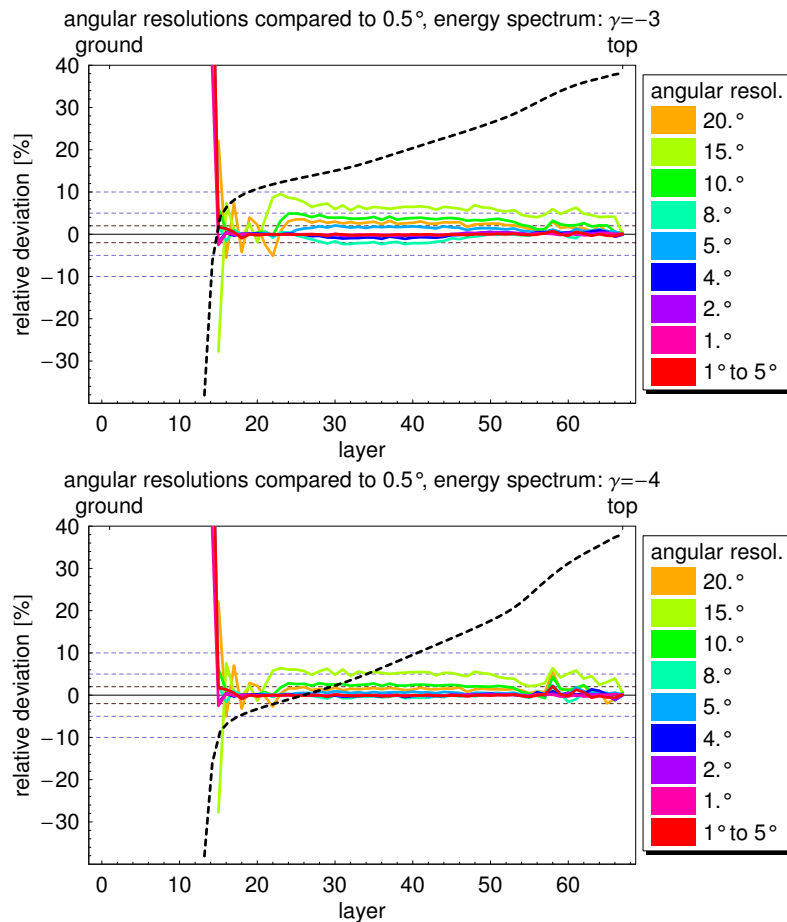 angular resolutions compared to 0.5°, energy spectrum: γ=−3
ground top
40
30
20
10
0
−10
−20
−30
relative deviation [%]
0 10 20 30 40 50 60
layer
angular resol.
20.°
15.°
10.°
8.°
5.°
4.°
2.°
1.°
1° to 5°
angular resolutions compared to 0.5°, energy spectrum: γ=−4
ground top
40
30
20
10
0
−10
−20
−30
relative deviation [%]
0 10 20 30 40 50 60
layer
angular resol.
20.°
15.°
10.°
8.°
5.°
4.°
2.°
1.°
1° to 5°